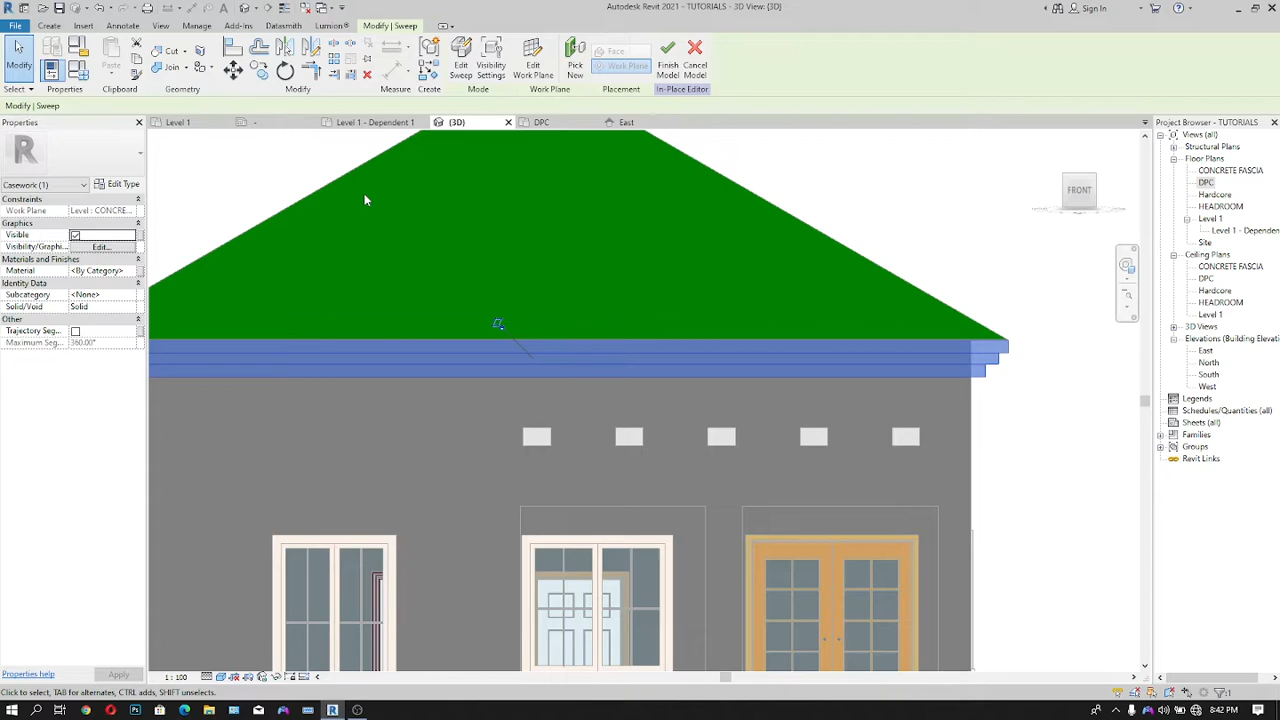 Autodesk Revit 2021 - TUTORIALS - 3D View: {3D}
Sign In
File Create Insert Annotate View Manage Add-Ins Datasmith Lumion® Modify | Sweep
Modify
Paste
Cut
Join
Edit Sweep
Visibility Settings
Edit Work Plane
Pick New
Face
Work Plane
Finish Model
Cancel Model
Select Properties Clipboard Geometry Modify Measure Create Mode Work Plane Placement In-Place Editor
Modify | Sweep
Properties
Level 1
Level 1 - Dependent 1
{3D}
DPC
East
Casework (1)
Edit Type
Constraints
Work Plane Level : CONCRE...
Graphics
Visible
Visibility/Graphi... Edit...
Materials and Finishes
Material <By Category>
Identity Data
Subcategory <None>
Solid/Void Solid
Other
Trajectory Seg...
Maximum Seg... 360.00°
Properties help
Apply
FRONT
Project Browser - TUTORIALS
Views (all)
Structural Plans
Floor Plans
CONCRETE FASCIA
DPC
Hardcore
HEADROOM
Level 1
Level 1 - Dependen
Site
Ceiling Plans
CONCRETE FASCIA
DPC
Hardcore
HEADROOM
Level 1
3D Views
Elevations (Building Elevati
East
North
South
West
Legends
Schedules/Quantities (all)
Sheets (all)
Families
Groups
Revit Links
1 : 100
Click to select, TAB for alternates, CTRL adds, SHIFT unselects.
:1
8:42 PM